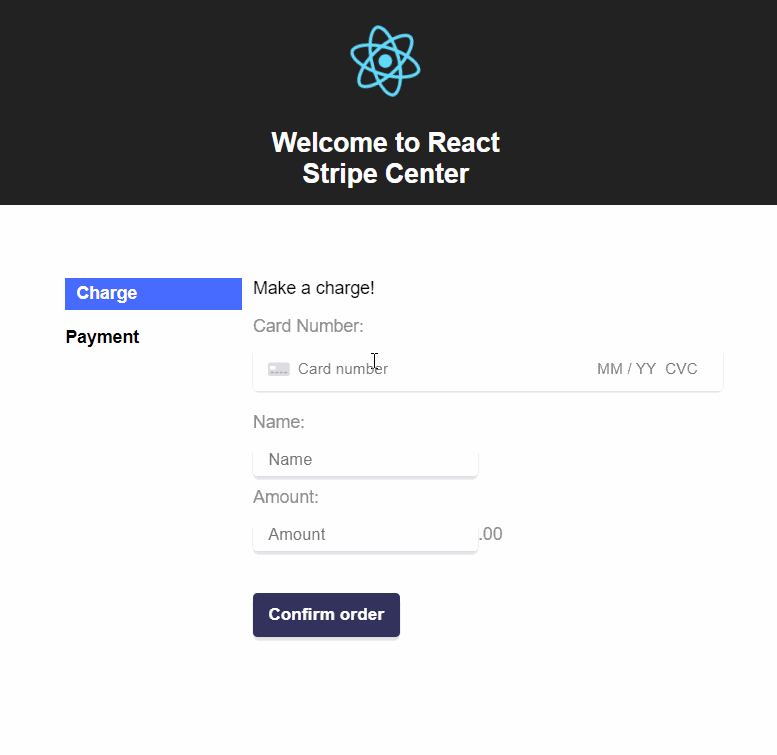 Welcome to React
Stripe Center
Charge
Payment
Make a charge!
Card Number:
Card number MM / YY CVC
Name:
Name
Amount:
Amount .00
Confirm order